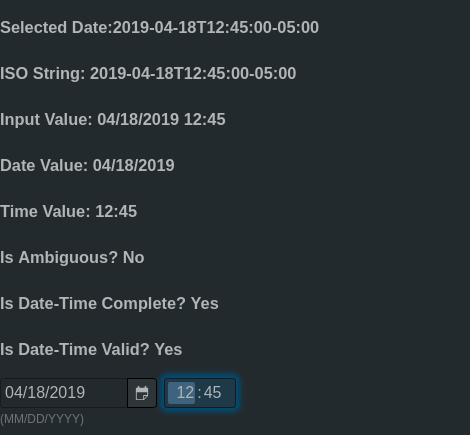 Selected Date:2019-04-18T12:45:00-05:00
ISO String: 2019-04-18T12:45:00-05:00
Input Value: 04/18/2019 12:45
Date Value: 04/18/2019
Time Value: 12:45
Is Ambiguous? No
Is Date-Time Complete? Yes
Is Date-Time Valid? Yes
04/18/2019 12:45
(MM/DD/YYYY)